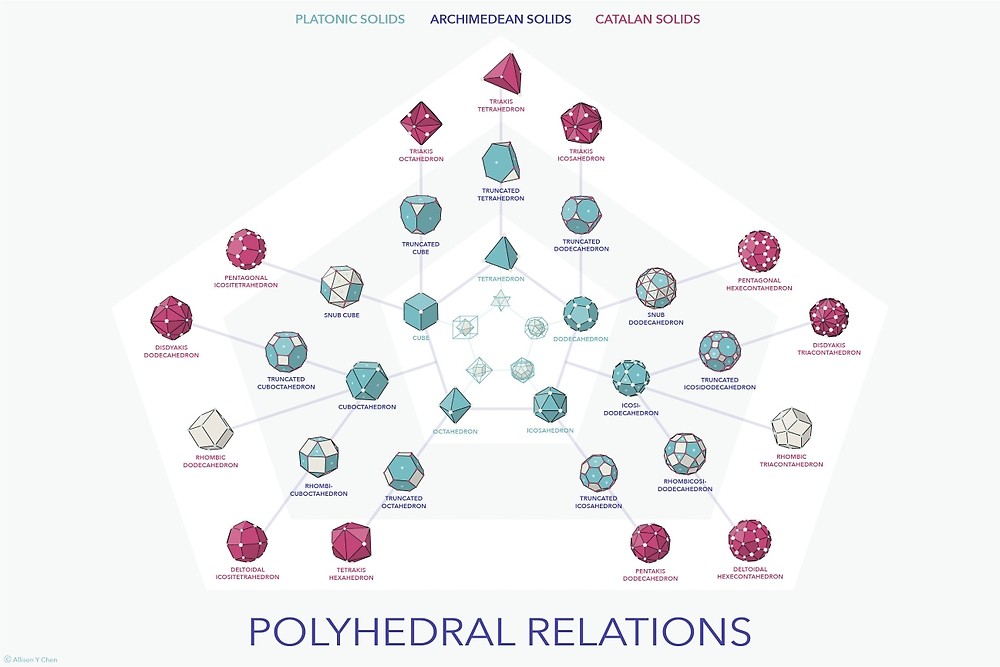 PLATONIC SOLIDS ARCHIMEDEAN SOLIDS CATALAN SOLIDS
TRIAKIS
TETRAHEDRON
TRIAKIS
OCTAHEDRON
TRIAKIS
ICOSAHEDRON
TRUNCATED
TETRAHEDRON
TRUNCATED
CUBE
TRUNCATED
DODECAHEDRON
TETRAHEDRON
PENTAGONAL
ICOSITETRAHEDRON
PENTAGONAL
HEXECONTAHEDRON
SNUB CUBE
SNUB
DODECAHEDRON
CUBE
DODECAHEDRON
DISDYAKIS
DODECAHEDRON
DISDYAKIS
TRIACONTAHEDRON
TRUNCATED
CUBOCTAHEDRON
TRUNCATED
ICOSIDODECAHEDRON
CUBOCTAHEDRON
ICOSI-
DODECAHEDRON
OCTAHEDRON
ICOSAHEDRON
RHOMBIC
DODECAHEDRON
RHOMBIC
TRIACONTAHEDRON
RHOMBI-
CUBOCTAHEDRON
TRUNCATED
OCTAHEDRON
TRUNCATED
ICOSAHEDRON
RHOMBICOSI-
DODECAHEDRON
DELTOIDAL
ICOSITETRAHEDRON
TETRAKIS
HEXAHEDRON
PENTAKIS
DODECAHEDRON
DELTOIDAL
HEXECONTAHEDRON
POLYHEDRAL RELATIONS
© Allison Y Chen